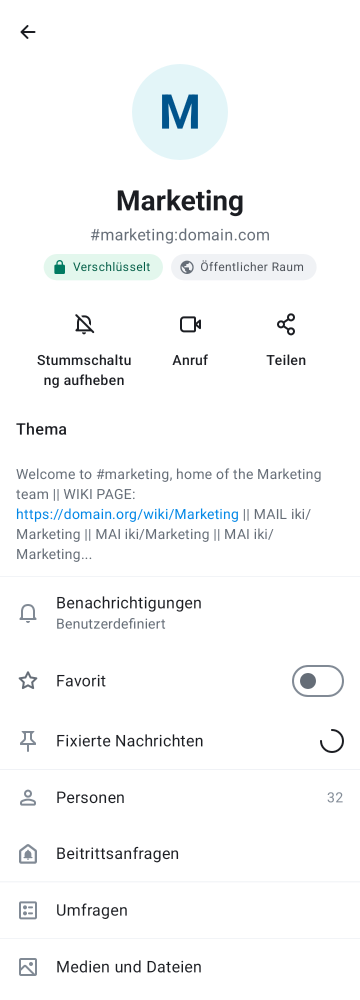 M
Marketing
#marketing:domain.com
Verschlüsselt
Öffentlicher Raum
Stummschaltu
ng aufheben
Anruf
Teilen
Thema
Welcome to #marketing, home of the Marketing
team || WIKI PAGE:
https://domain.org/wiki/Marketing || MAIL iki/
Marketing || MAI iki/Marketing || MAI iki/
Marketing...
Benachrichtigungen
Benutzerdefiniert
Favorit
Fixierte Nachrichten
Personen
32
Beitrittsanfragen
Umfragen
Medien und Dateien